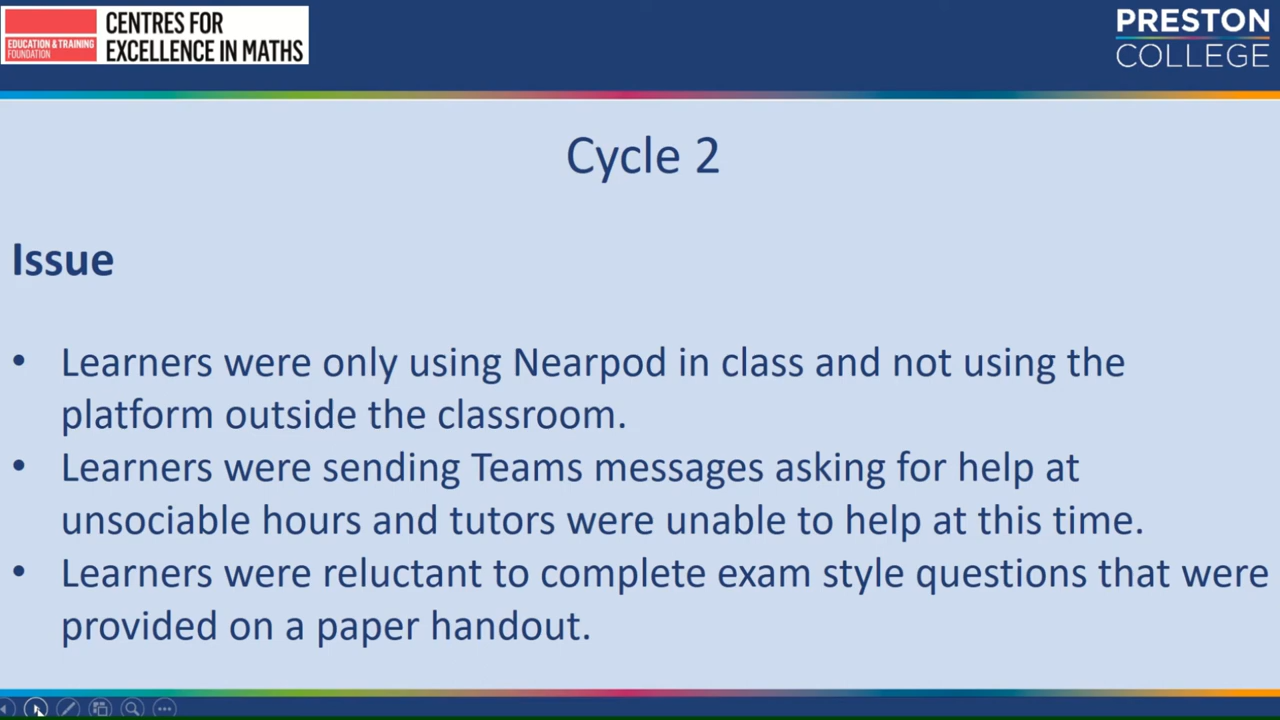 EDUCATION & TRAINING
FOUNDATION
CENTRES FOR
EXCELLENCE IN MATHS
PRESTON
COLLEGE
Cycle 2
Issue
• Learners were only using Nearpod in class and not using the
platform outside the classroom.
• Learners were sending Teams messages asking for help at
unsociable hours and tutors were unable to help at this time.
• Learners were reluctant to complete exam style questions that were
provided on a paper handout.